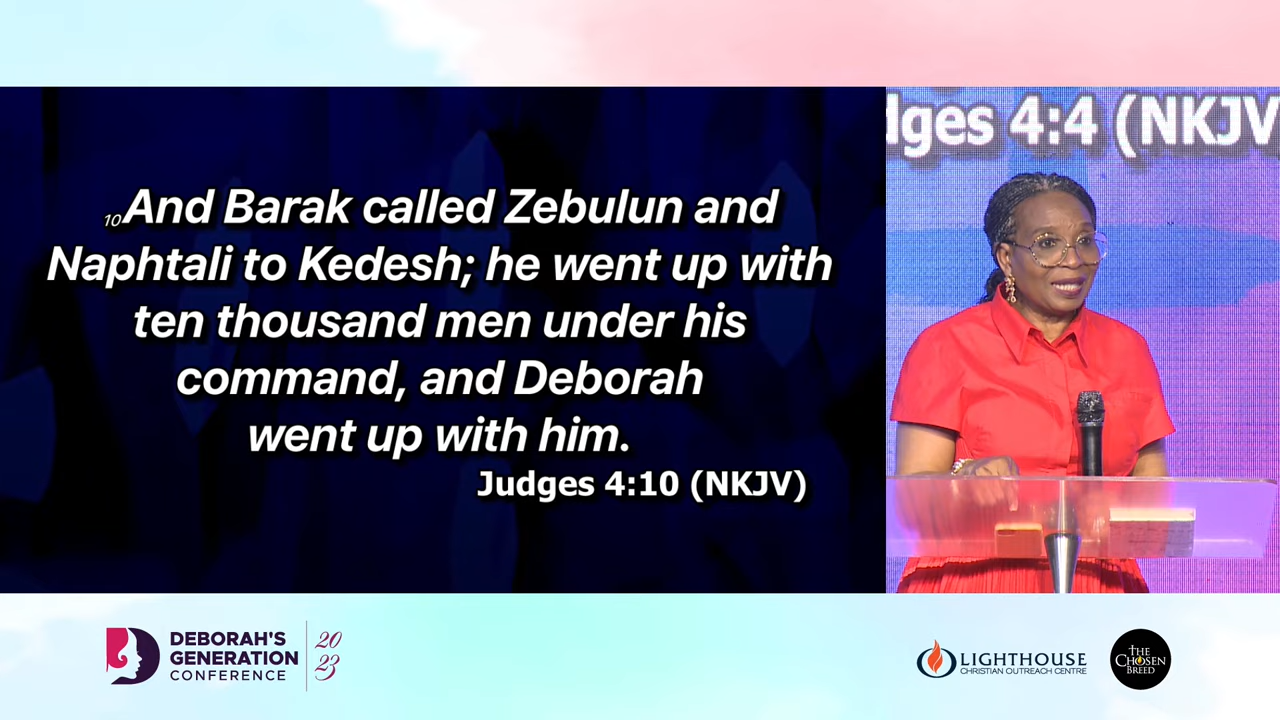 10 And Barak called Zebulun and
Naphtali to Kedesh; he went up with
ten thousand men under his
command, and Deborah
went up with him.
Judges 4:10 (NKJV)
dges 4:4 (NKJV
DEBORAH'S
GENERATION
CONFERENCE
20
23
LIGHTHOUSE
CHRISTIAN OUTREACH CENTRE
THE
CHOSEN
BREED